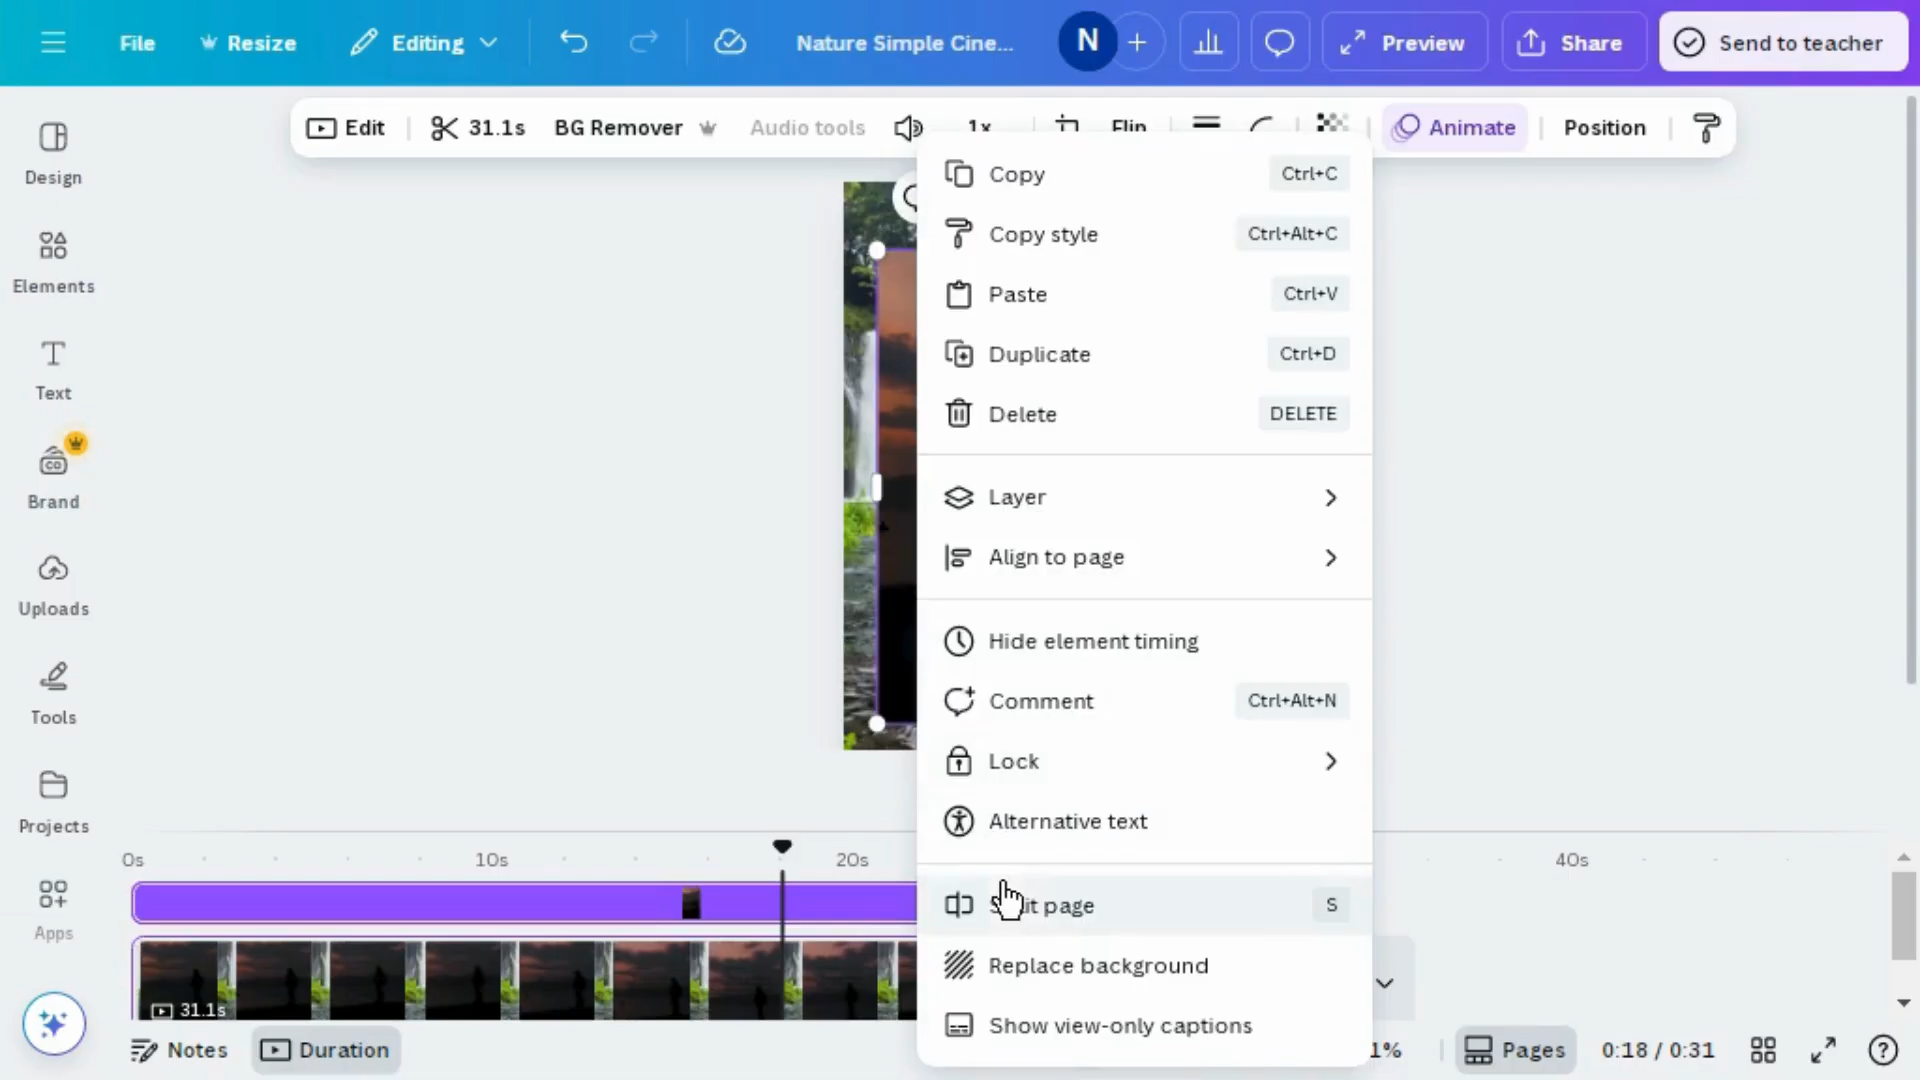 File Resize Editing Nature Simple Cine... N Preview Share Send to teacher
Edit 31.1s BG Remover Audio tools 1x Flip Animate Position
Design
Elements
Text
Brand
Uploads
Tools
Projects
Apps
Copy Ctrl+C
Copy style Ctrl+Alt+C
Paste Ctrl+V
Duplicate Ctrl+D
Delete DELETE
Layer
Align to page
Hide element timing
Comment Ctrl+Alt+N
Lock
Alternative text
page S
Replace background
Show view-only captions
0s 10s 20s 40s
31.1s
Notes Duration 1% Pages 0:18 / 0:31